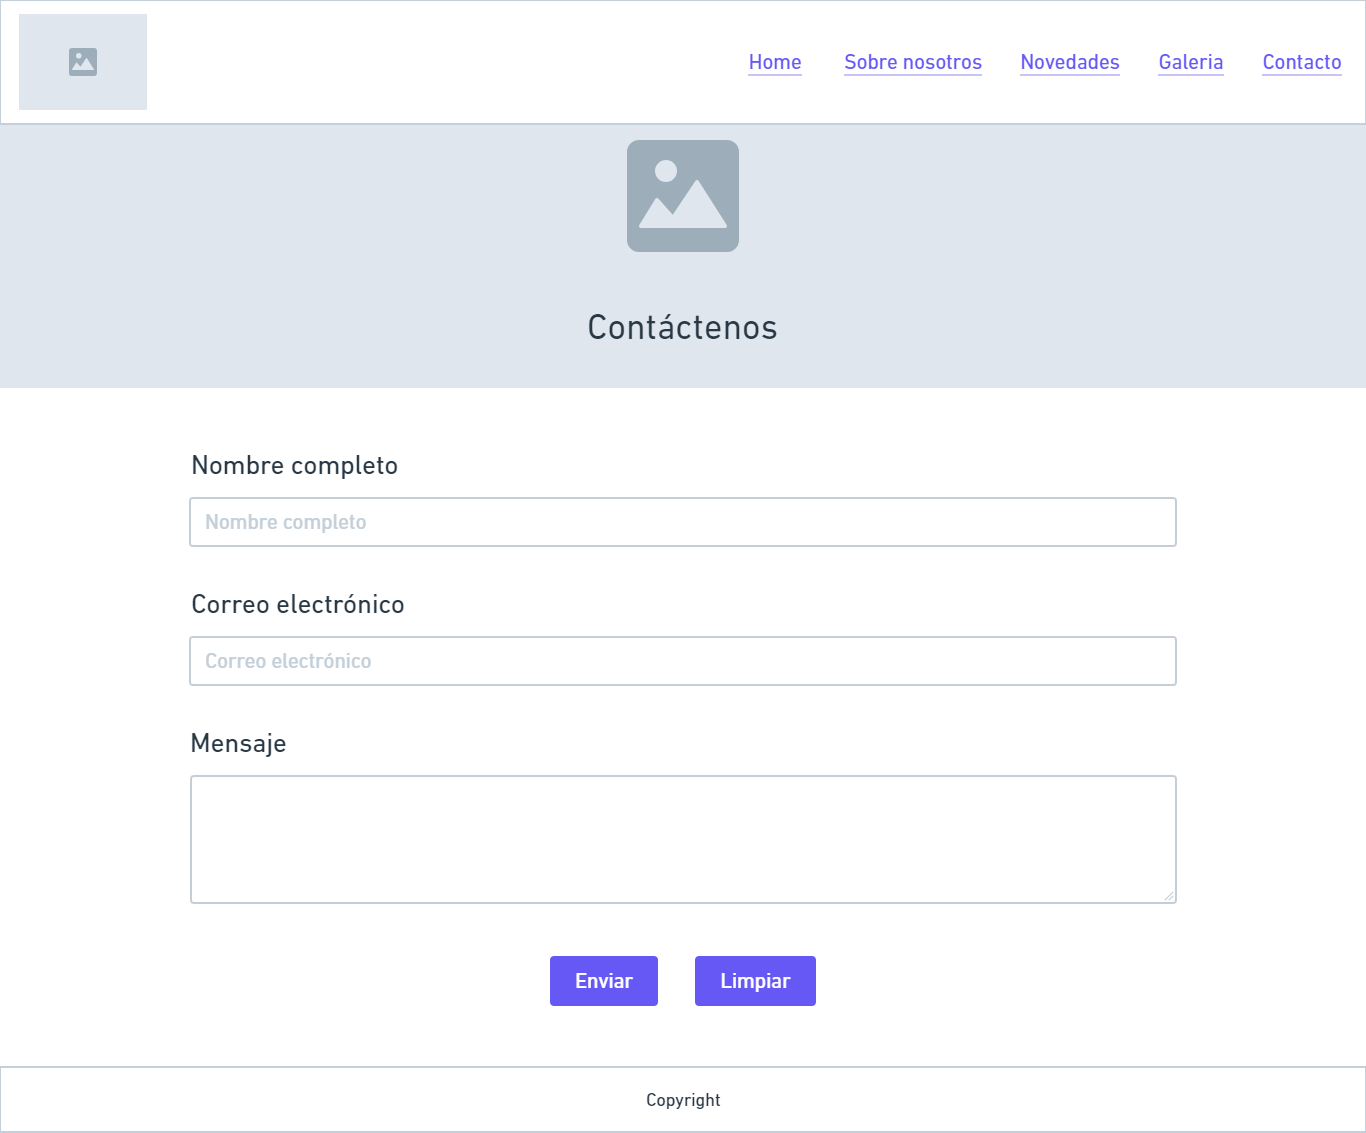 Home Sobre nosotros Novedades Galeria Contacto
Contáctenos
Nombre completo
Nombre completo
Correo electrónico
Correo electrónico
Mensaje
Enviar Limpiar
Copyright